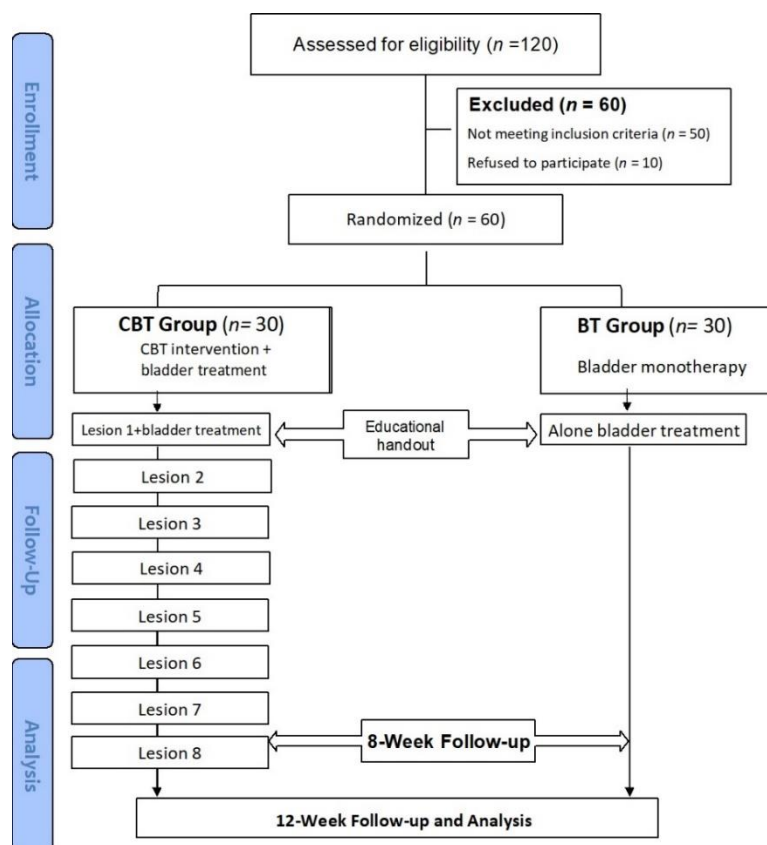 Enrollment
Assessed for eligibility (n =120)
Excluded (n = 60)
Not meeting inclusion criteria (n = 50)
Refused to participate (n = 10)
Randomized (n = 60)
Allocation
CBT Group (n= 30)
CBT intervention +
bladder treatment
BT Group (n= 30)
Bladder monotherapy
Lesion 1+bladder treatment
Educational
handout
Alone bladder treatment
Follow-Up
Lesion 2
Lesion 3
Lesion 4
Lesion 5
Lesion 6
Analysis
Lesion 7
Lesion 8
8-Week Follow-up
12-Week Follow-up and Analysis